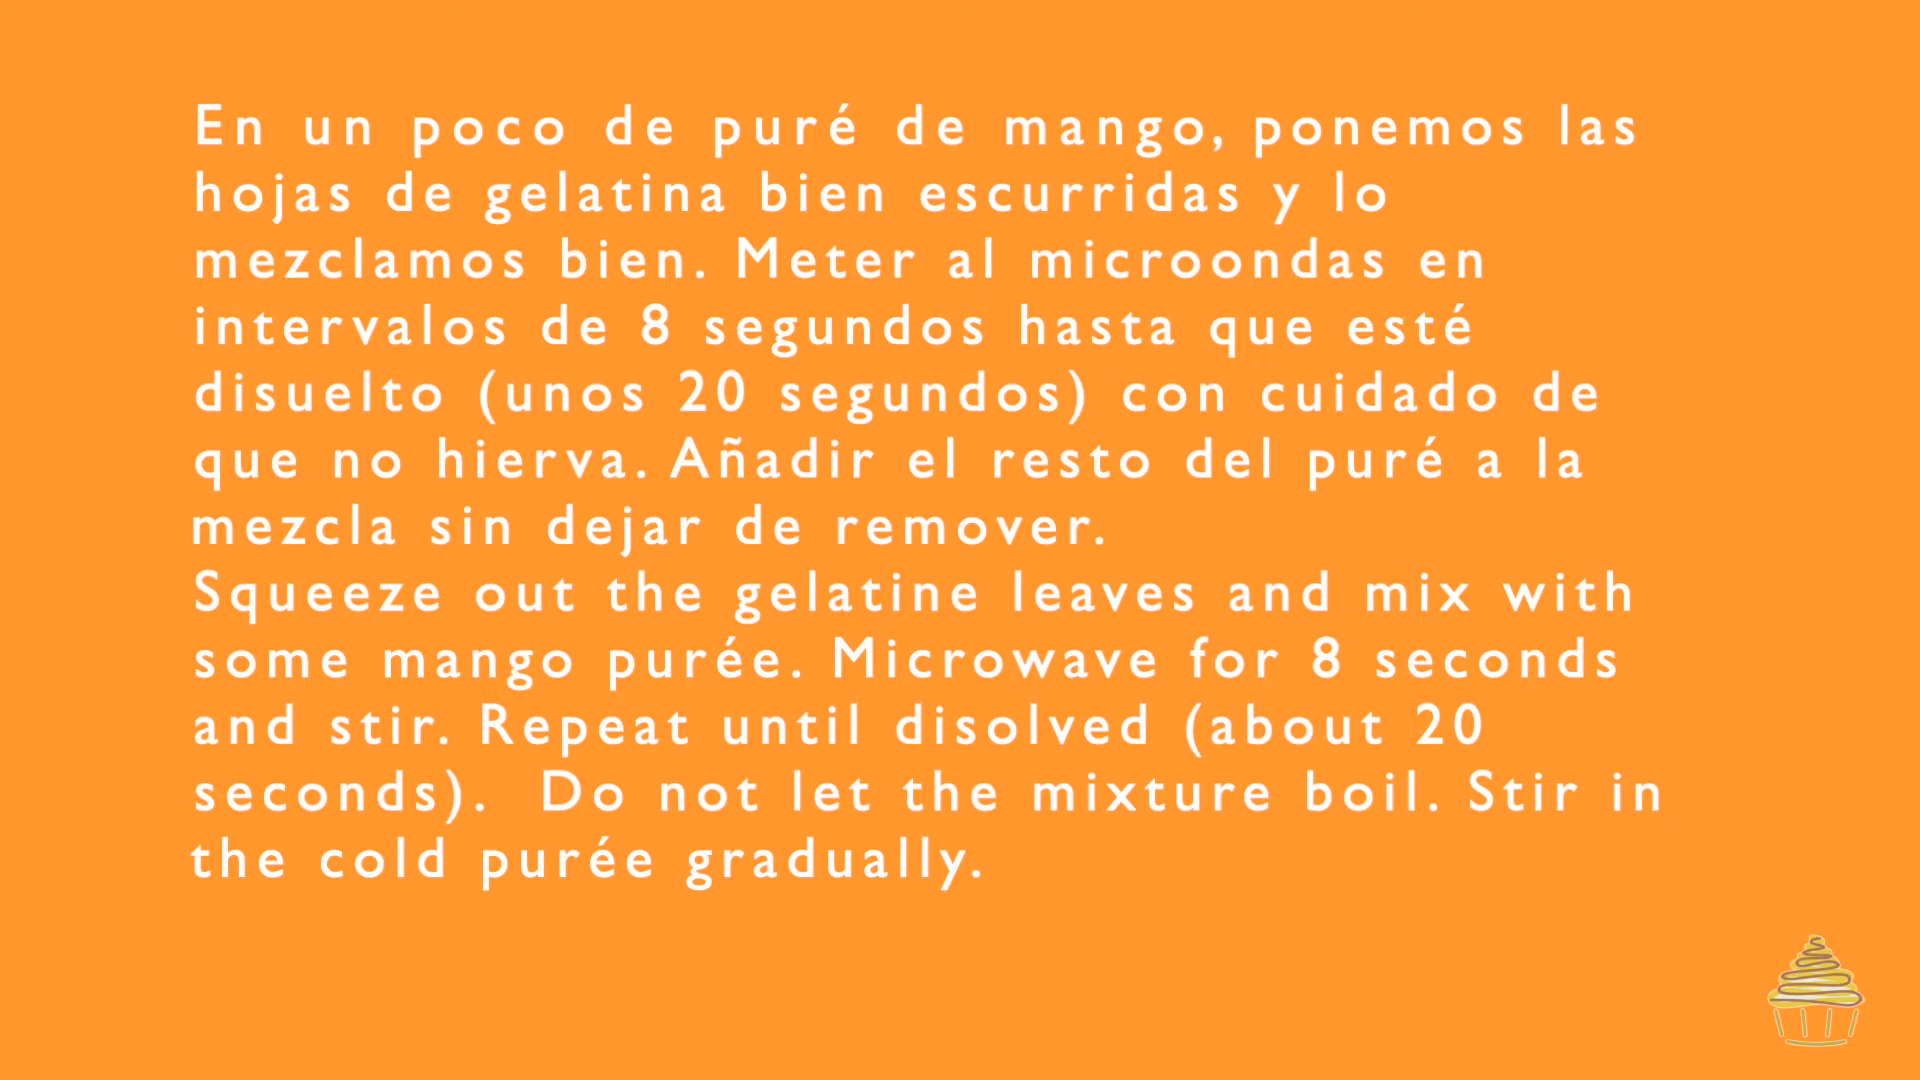 En un poco de puré de mango, ponemos las
hojas de gelatina bien escurridas y lo
mezclamos bien. Meter al microondas en
intervalos de 8 segundos hasta que esté
disuelto (unos 20 segundos) con cuidado de
que no hierva. Añadir el resto del puré a la
mezcla sin dejar de remover.
Squeeze out the gelatine leaves and mix with
some mango purée. Microwave for 8 seconds
and stir. Repeat until disolved (about 20
seconds).  Do not let the mixture boil. Stir in
the cold purée gradually.